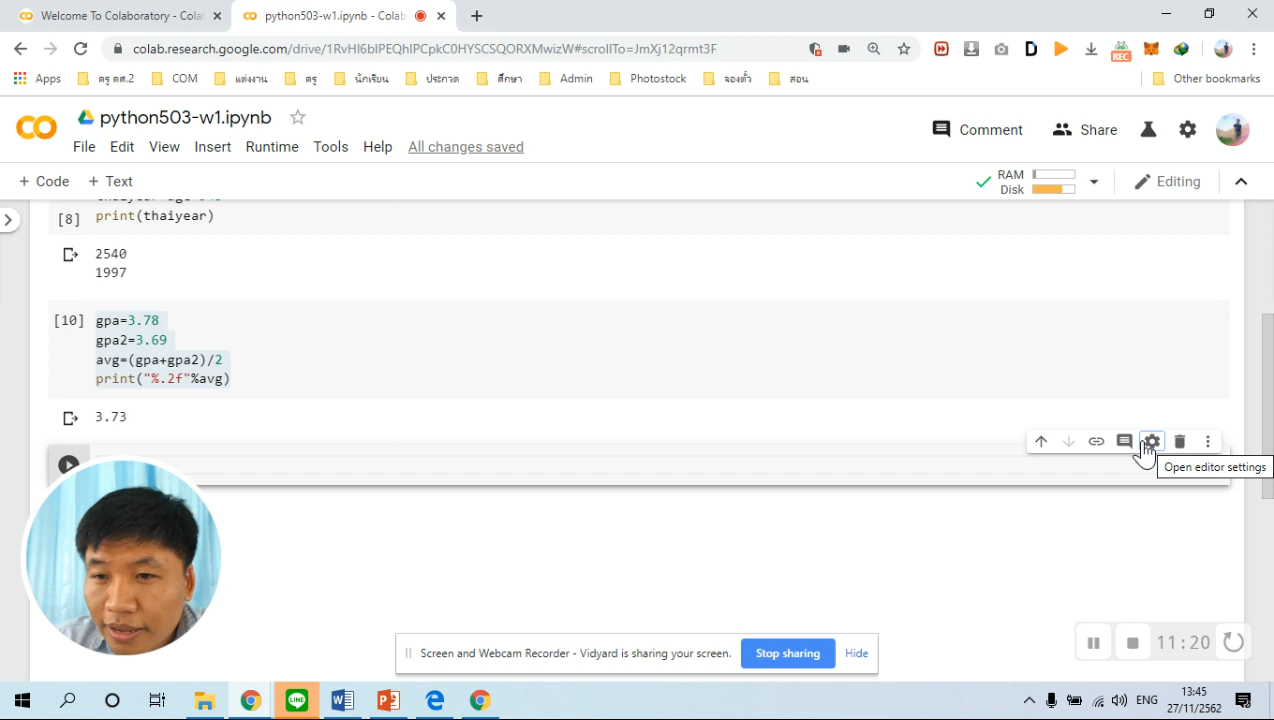 Welcome To Colaboratory - Colab
python503-w1.ipynb - Colab
colab.research.google.com/drive/1RvHI6bIPEQhIPCpkC0HYSCSQORXMwizW#scrollTo=JmXj12qrmt3F
REC
Apps
ครู ตศ.2
COM
แต่งงาน
ครู
นักเรียน
ประกวด
ศึกษา
Admin
Photostock
จองตั๋ว
สอน
Other bookmarks
python503-w1.ipynb
Comment
Share
File Edit View Insert Runtime Tools Help All changes saved
+ Code + Text
RAM
Disk
Editing
[8] print(thaiyear)
2540
1997
[10] gpa=3.78
gpa2=3.69
avg=(gpa+gpa2)/2
print("%.2f"%avg)
3.73
Open editor settings
11:20
Screen and Webcam Recorder - Vidyard is sharing your screen. Stop sharing Hide
LINE
ENG
13:45
27/11/2562